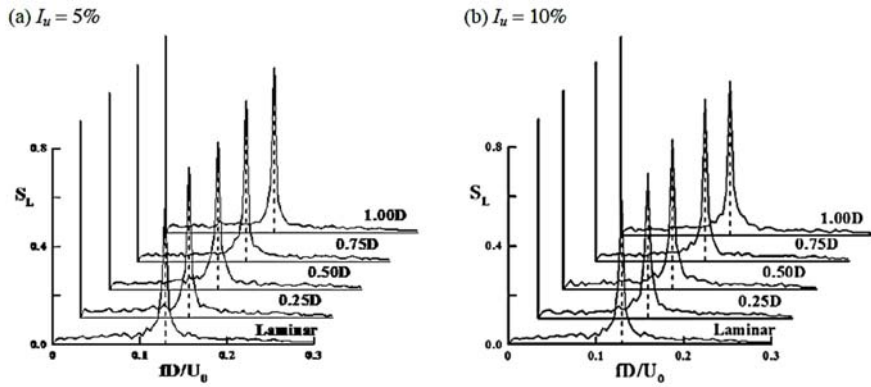 (a) I_u = 5%
0.8
S_L
0.4
0.0
1.00D
0.75D
0.50D
0.25D
Laminar
0
0.1
0.2
0.3
fD/U_0
(b) I_u = 10%
0.8
S_L
0.4
0.0
1.00D
0.75D
0.50D
0.25D
Laminar
0
0.1
0.2
0.3
fD/U_0